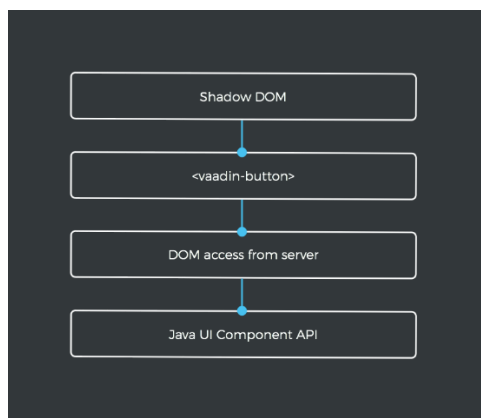 Shadow DOM
<vaadin-button>
DOM access from server
Java UI Component API